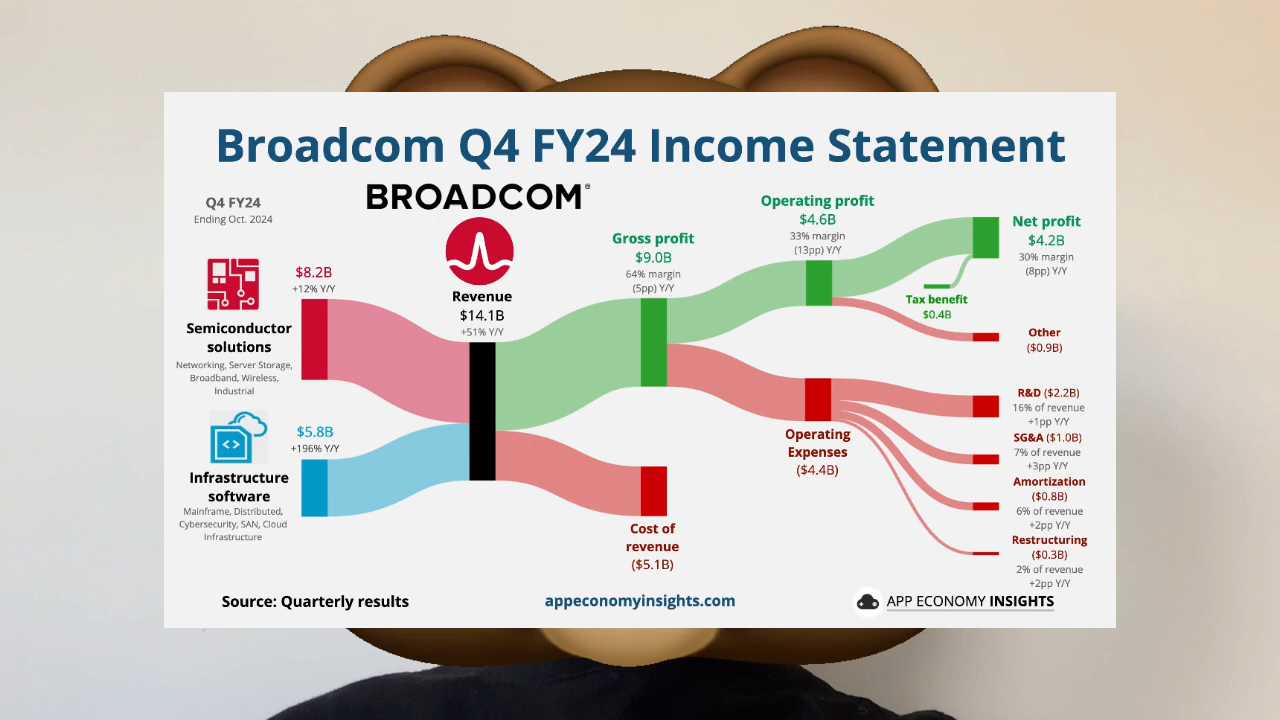 Broadcom Q4 FY24 Income Statement
Q4 FY24
Ending Oct. 2024
BROADCOM®
$8.2B
+12% Y/Y
Semiconductor
solutions
Networking, Server Storage,
Broadband, Wireless,
Industrial
$5.8B
+196% Y/Y
Infrastructure
software
Mainframe, Distributed,
Cybersecurity, SAN, Cloud
Infrastructure
Revenue
$14.1B
+51% Y/Y
Gross profit
$9.0B
64% margin
(5pp) Y/Y
Cost of
revenue
($5.1B)
Operating profit
$4.6B
33% margin
(13pp) Y/Y
Operating
Expenses
($4.4B)
Net profit
$4.2B
30% margin
(8pp) Y/Y
Tax benefit
$0.4B
Other
($0.9B)
R&D ($2.2B)
16% of revenue
+1pp Y/Y
SG&A ($1.0B)
7% of revenue
+3pp Y/Y
Amortization
($0.8B)
6% of revenue
+2pp Y/Y
Restructuring
($0.3B)
2% of revenue
+2pp Y/Y
Source: Quarterly results
appeconomyinsights.com
APP ECONOMY INSIGHTS